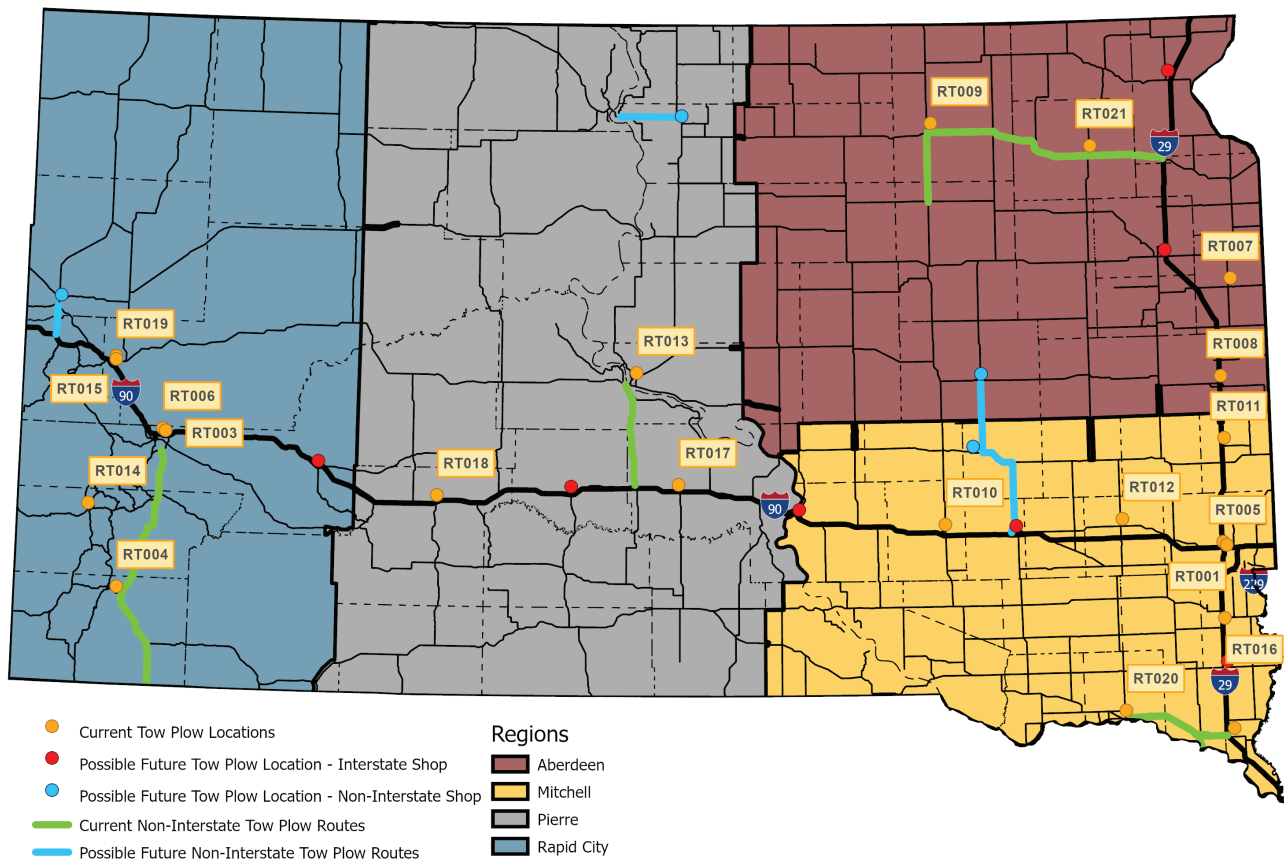 RT009
RT021
29
RT007
RT019
RT013
RT008
RT015
90
RT006
RT003
RT011
RT014
RT018
RT017
RT010
RT012
90
RT005
RT004
RT001
229
RT016
29
RT020
Current Tow Plow Locations
Possible Future Tow Plow Location - Interstate Shop
Possible Future Tow Plow Location - Non-Interstate Shop
Current Non-Interstate Tow Plow Routes
Possible Future Non-Interstate Tow Plow Routes
Regions
Aberdeen
Mitchell
Pierre
Rapid City